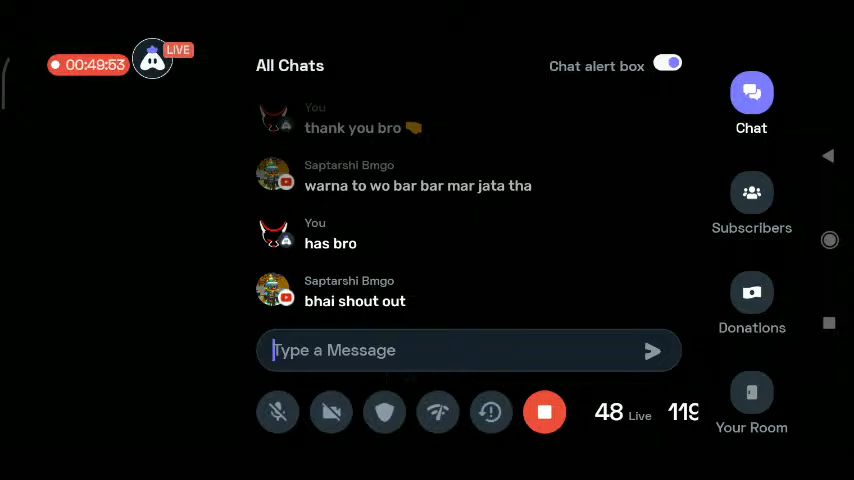 00:49:53
LIVE
All Chats
Chat alert box
You
thank you bro 🤜
Saptarshi Bmgo
warna to wo bar bar mar jata tha
You
has bro
Saptarshi Bmgo
bhai shout out
Type a Message
48 Live 119
Chat
Subscribers
Donations
Your Room